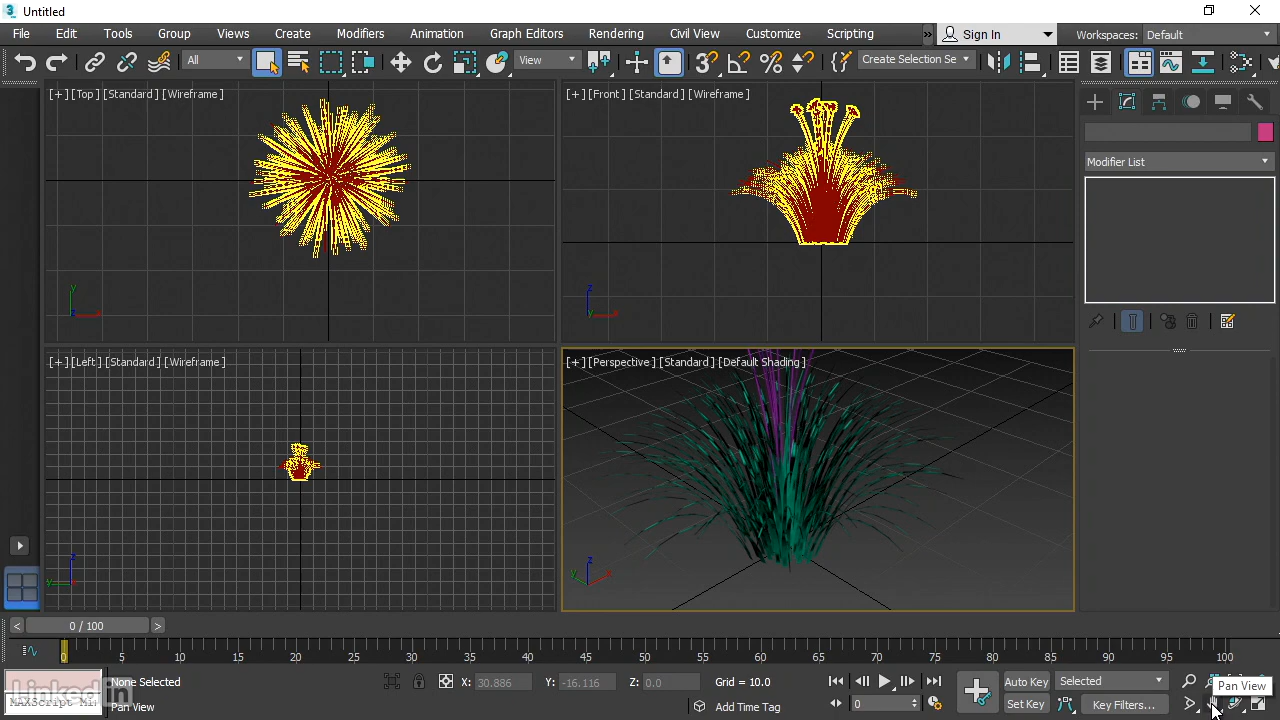 Untitled
File Edit Tools Group Views Create Modifiers Animation Graph Editors Rendering Civil View Customize Scripting » Sign In Workspaces: Default
All View Create Selection Se
[+][Top][Standard][Wireframe]
[+][Front][Standard][Wireframe]
Modifier List
[+][Left][Standard][Wireframe]
[+][Perspective][Standard][Default Shading]
< 0 / 100 >
0 5 10 15 20 25 30 35 40 45 50 55 60 65 70 75 80 85 90 95 100
None Selected X: 30.886 Y: -16.116 Z: 0.0 Grid = 10.0 Auto Key Selected
Pan View
LinkedIn
MAXScript Mi
Pan View Add Time Tag 0 Set Key Key Filters...